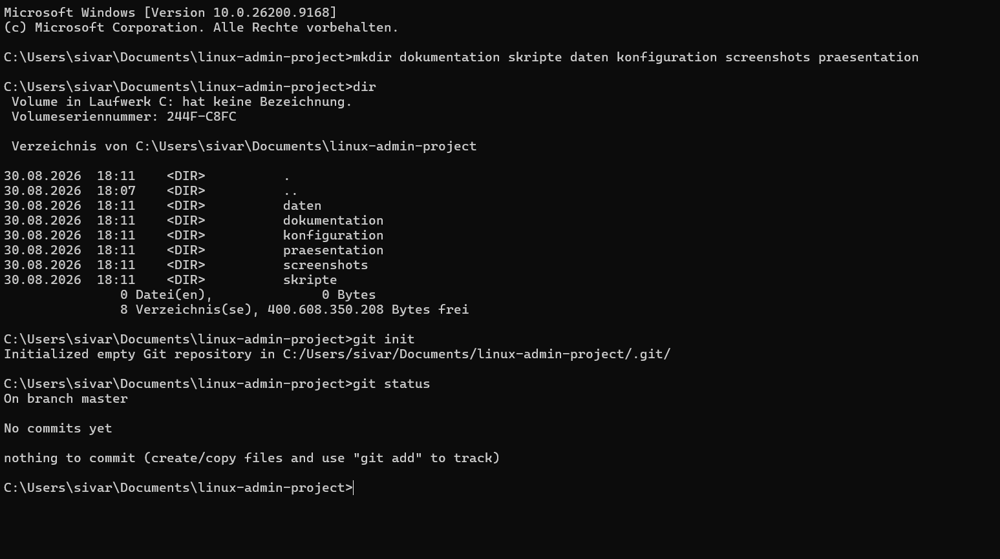 Microsoft Windows [Version 10.0.26200.9168]
(c) Microsoft Corporation. Alle Rechte vorbehalten.
C:\Users\sivar\Documents\linux-admin-project>mkdir dokumentation skripte daten konfiguration screenshots praesentation
C:\Users\sivar\Documents\linux-admin-project>dir
Volume in Laufwerk C: hat keine Bezeichnung.
Volumeseriennummer: 244F-C8FC
Verzeichnis von C:\Users\sivar\Documents\linux-admin-project
30.08.2026  18:11    <DIR>          .
30.08.2026  18:07    <DIR>          ..
30.08.2026  18:11    <DIR>          daten
30.08.2026  18:11    <DIR>          dokumentation
30.08.2026  18:11    <DIR>          konfiguration
30.08.2026  18:11    <DIR>          praesentation
30.08.2026  18:11    <DIR>          screenshots
30.08.2026  18:11    <DIR>          skripte
0 Datei(en),              0 Bytes
8 Verzeichnis(se), 400.608.350.208 Bytes frei
C:\Users\sivar\Documents\linux-admin-project>git init
Initialized empty Git repository in C:/Users/sivar/Documents/linux-admin-project/.git/
C:\Users\sivar\Documents\linux-admin-project>git status
On branch master
No commits yet
nothing to commit (create/copy files and use "git add" to track)
C:\Users\sivar\Documents\linux-admin-project>